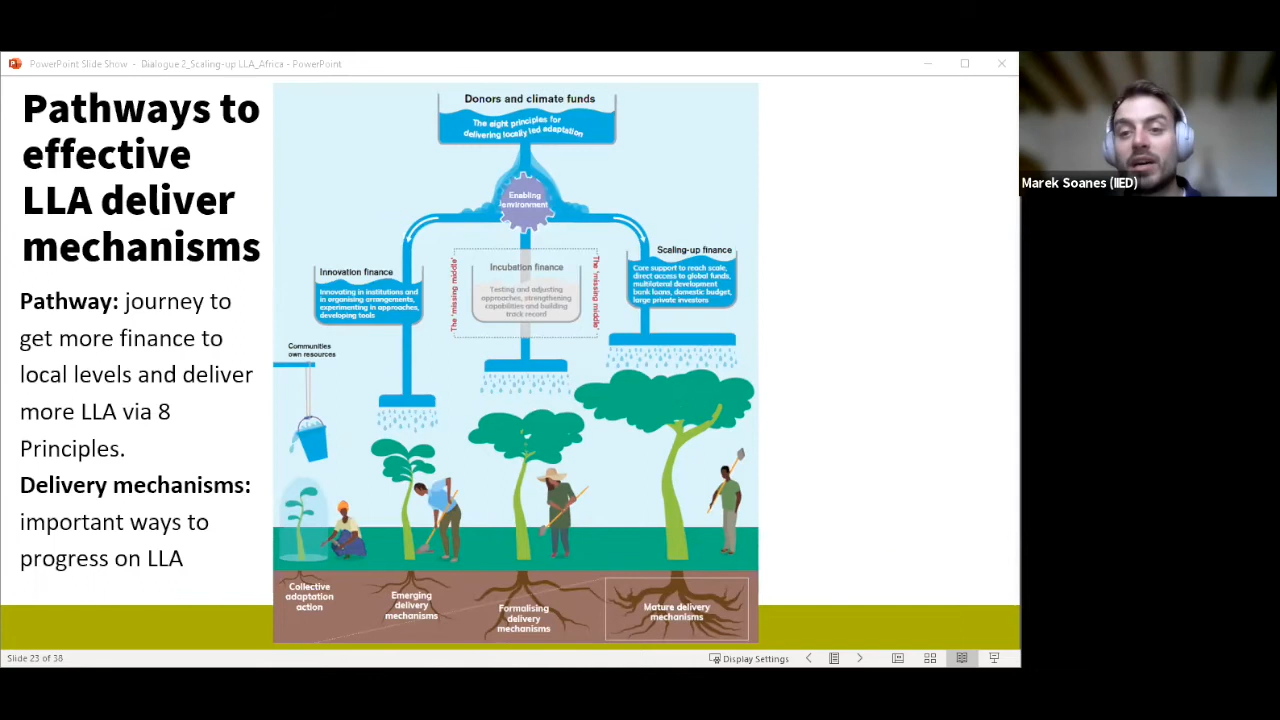 PowerPoint Slide Show - Dialogue 2_Scaling-up LLA_Africa - PowerPoint
Pathways to
effective
LLA deliver
mechanisms
Pathway: journey to
get more finance to
local levels and deliver
more LLA via 8
Principles.
Delivery mechanisms:
important ways to
progress on LLA
Donors and climate funds
The eight principles for
delivering locally led adaptation
Enabling
environment
Innovation finance
Innovating in institutions and
in organising arrangements,
experimenting in approaches,
developing tools
The 'missing middle'
Incubation finance
Testing and adjusting
approaches, strengthening
capabilities and building
track record
The 'missing middle'
Scaling-up finance
Core support to reach scale,
direct access to global funds,
multilateral development
bank loans, domestic budget,
large private investors
Communities
own resources
Collective
adaptation
action
Emerging
delivery
mechanisms
Formalising
delivery
mechanisms
Mature delivery
mechanisms
Marek Soanes (IIED)
Slide 23 of 38
Display Settings